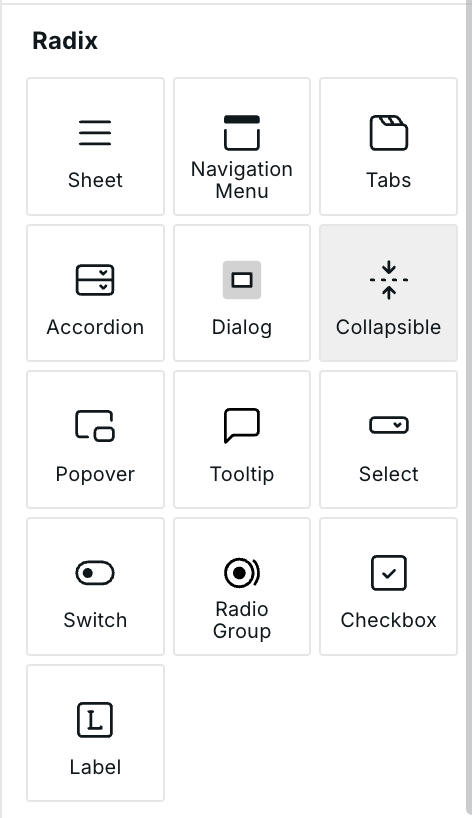 Radix
Sheet
Navigation
Menu
Tabs
Accordion
Dialog
Collapsible
Popover
Tooltip
Select
Switch
Radio
Group
Checkbox
L
Label